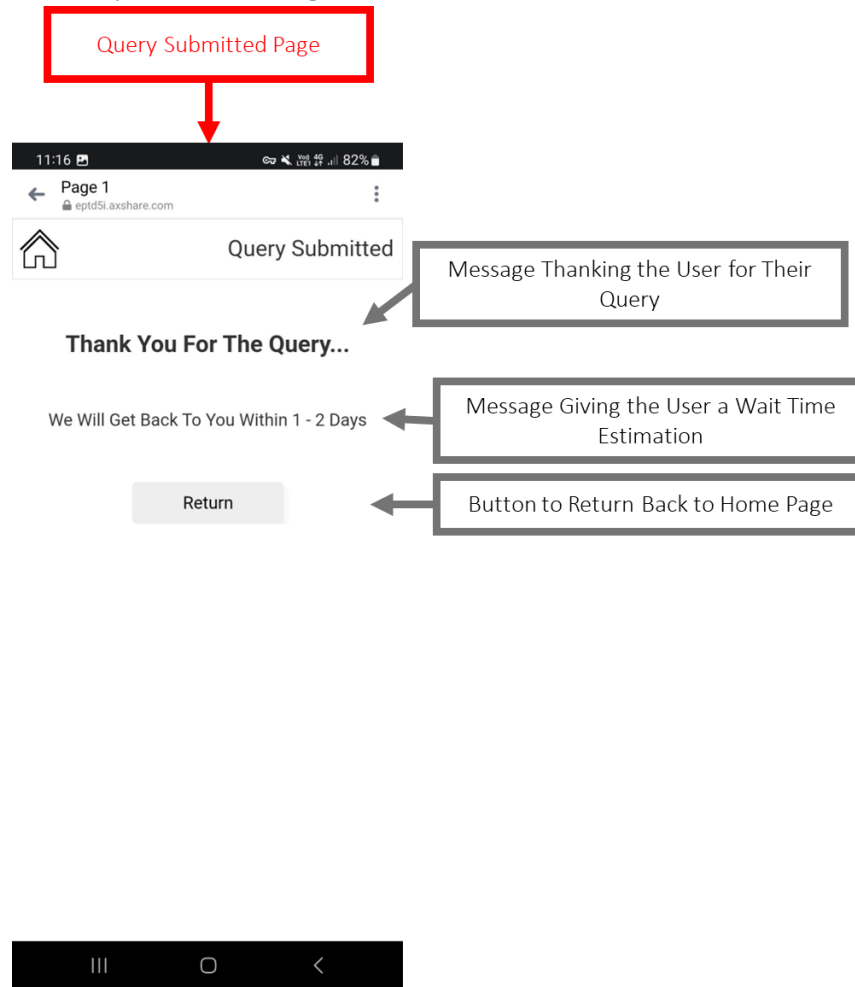 Query Submitted Page
11:16 82%
Page 1
eptd5i.axshare.com
Query Submitted
Message Thanking the User for Their
Query
Thank You For The Query...
We Will Get Back To You Within 1 - 2 Days
Message Giving the User a Wait Time
Estimation
Return
Button to Return Back to Home Page